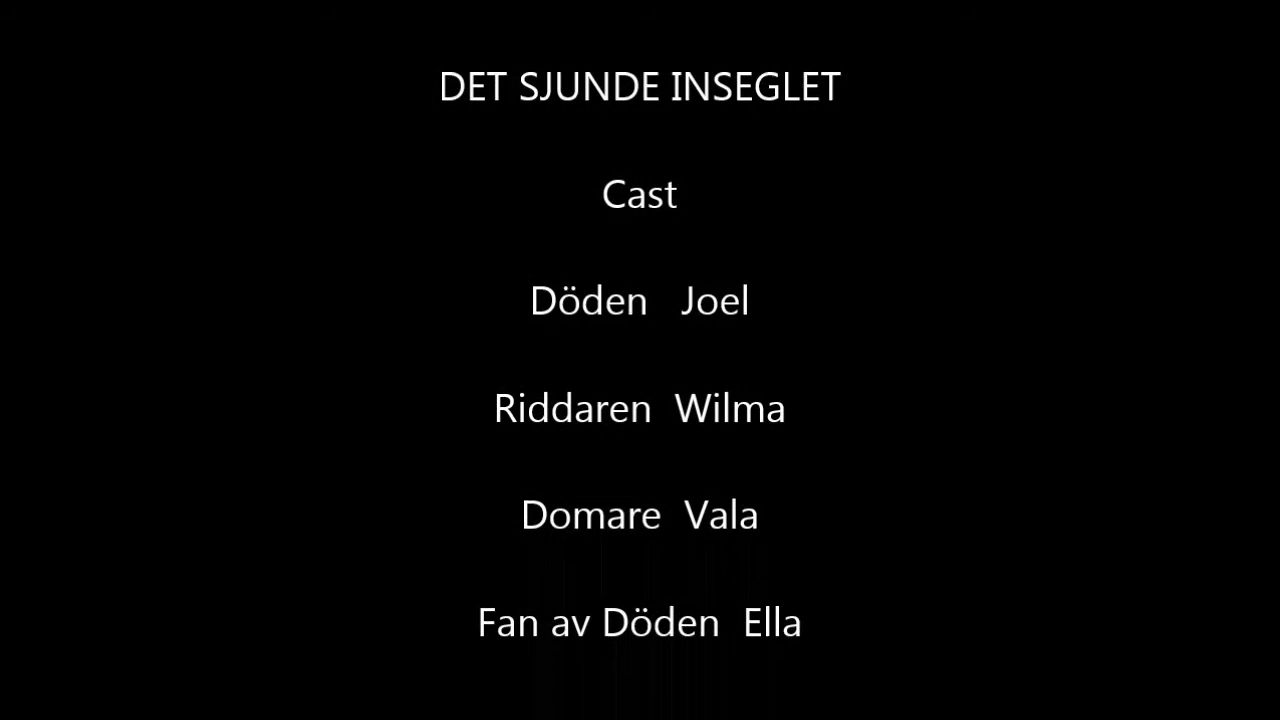 DET SJUNDE INSEGLET
Cast
Döden Joel
Riddaren Wilma
Domare Vala
Fan av Döden Ella